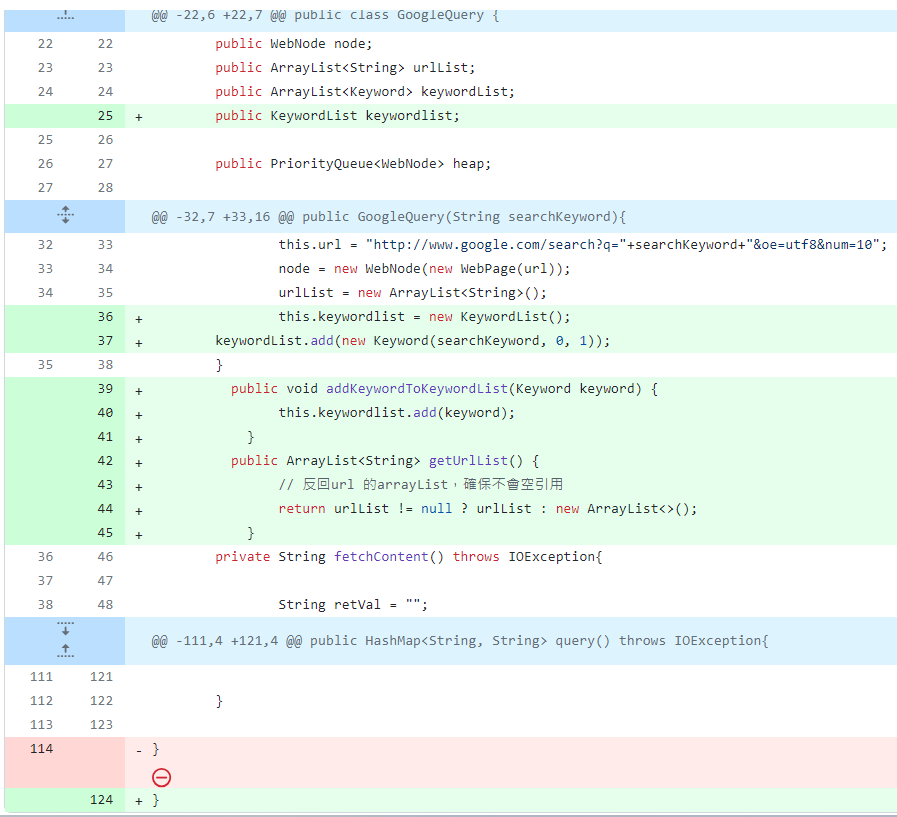 @@ -22,6 +22,7 @@ public class GoogleQuery {
22 22 public WebNode node;
23 23 public ArrayList<String> urlList;
24 24 public ArrayList<Keyword> keywordList;
25 + public KeywordList keywordlist;
25 26
26 27 public PriorityQueue<WebNode> heap;
27 28
@@ -32,7 +33,16 @@ public GoogleQuery(String searchKeyword){
32 33 this.url = "http://www.google.com/search?q="+searchKeyword+"&oe=utf8&num=10";
33 34 node = new WebNode(new WebPage(url));
34 35 urlList = new ArrayList<String>();
36 + this.keywordlist = new KeywordList();
37 + keywordList.add(new Keyword(searchKeyword, 0, 1));
35 38 }
39 + public void addKeywordToKeywordList(Keyword keyword) {
40 + this.keywordlist.add(keyword);
41 + }
42 + public ArrayList<String> getUrlList() {
43 + // 反回url 的arrayList，確保不會空引用
44 + return urlList != null ? urlList : new ArrayList<>();
45 + }
36 46 private String fetchContent() throws IOException{
37 47
38 48 String retVal = "";
@@ -111,4 +121,4 @@ public HashMap<String, String> query() throws IOException{
111 121
112 122 }
113 123
114 - }
124 + }